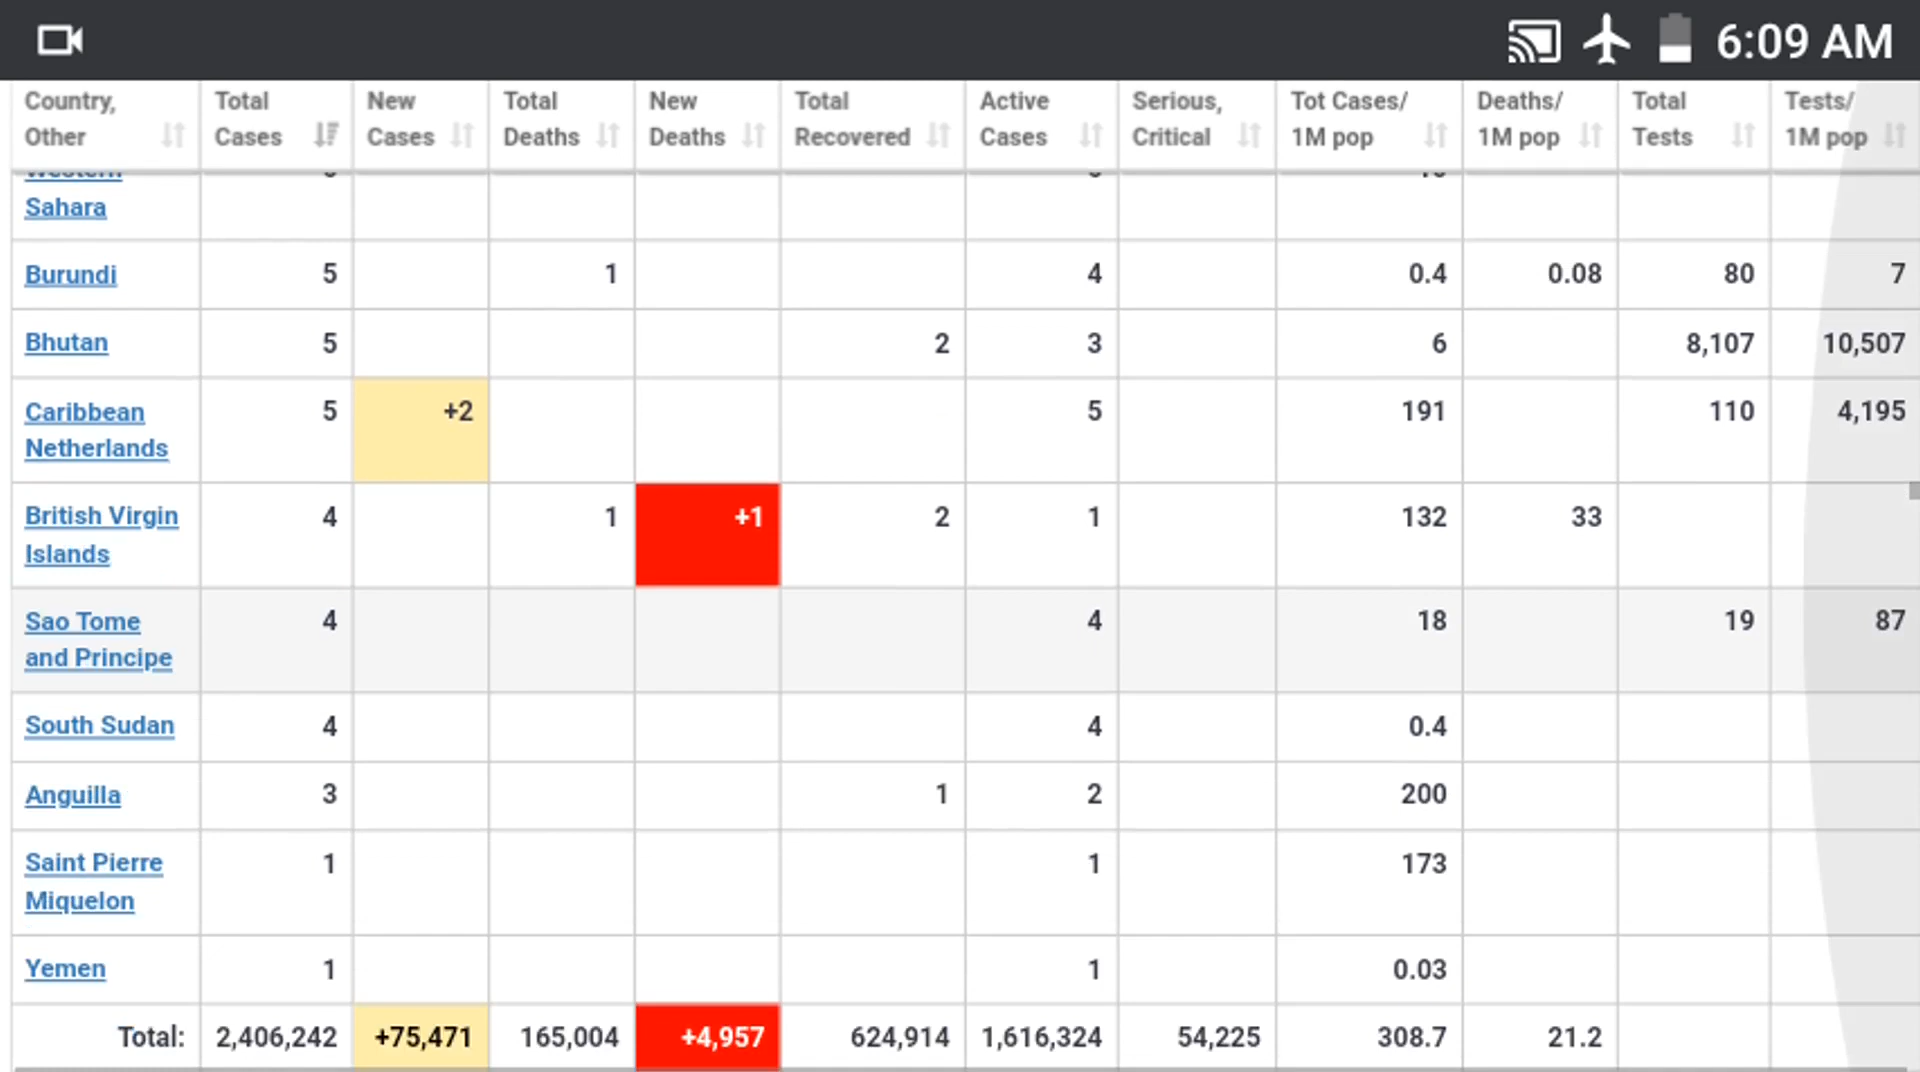 6:09 AM
Country, Other Total Cases New Cases Total Deaths New Deaths Total Recovered Active Cases Serious, Critical Tot Cases/ 1M pop Deaths/ 1M pop Total Tests Tests/ 1M pop
Western
Sahara
Burundi 5 1 4 0.4 0.08 80 7
Bhutan 5 2 3 6 8,107 10,507
Caribbean 5 +2 5 191 110 4,195
Netherlands
British Virgin 4 1 +1 2 1 132 33
Islands
Sao Tome 4 4 18 19 87
and Principe
South Sudan 4 4 0.4
Anguilla 3 1 2 200
Saint Pierre 1 1 173
Miquelon
Yemen 1 1 0.03
Total: 2,406,242 +75,471 165,004 +4,957 624,914 1,616,324 54,225 308.7 21.2